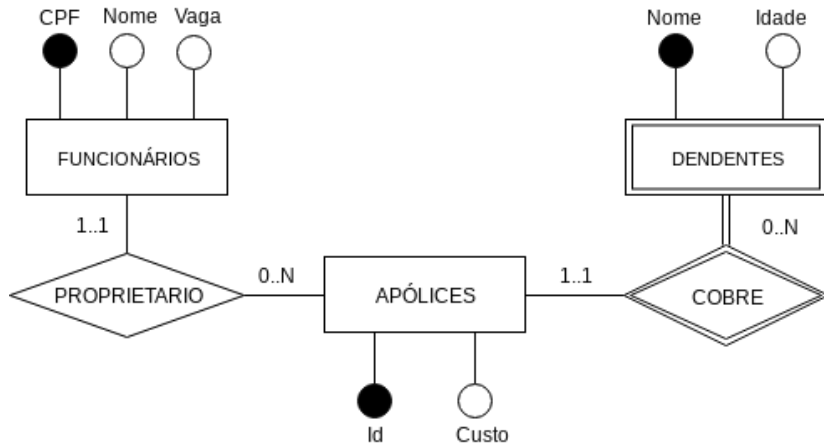 CPF Nome Vaga
Nome Idade
FUNCIONÁRIOS
DENDENTES
1..1
0..N
PROPRIETARIO
0..N
APÓLICES
1..1
COBRE
Id
Custo